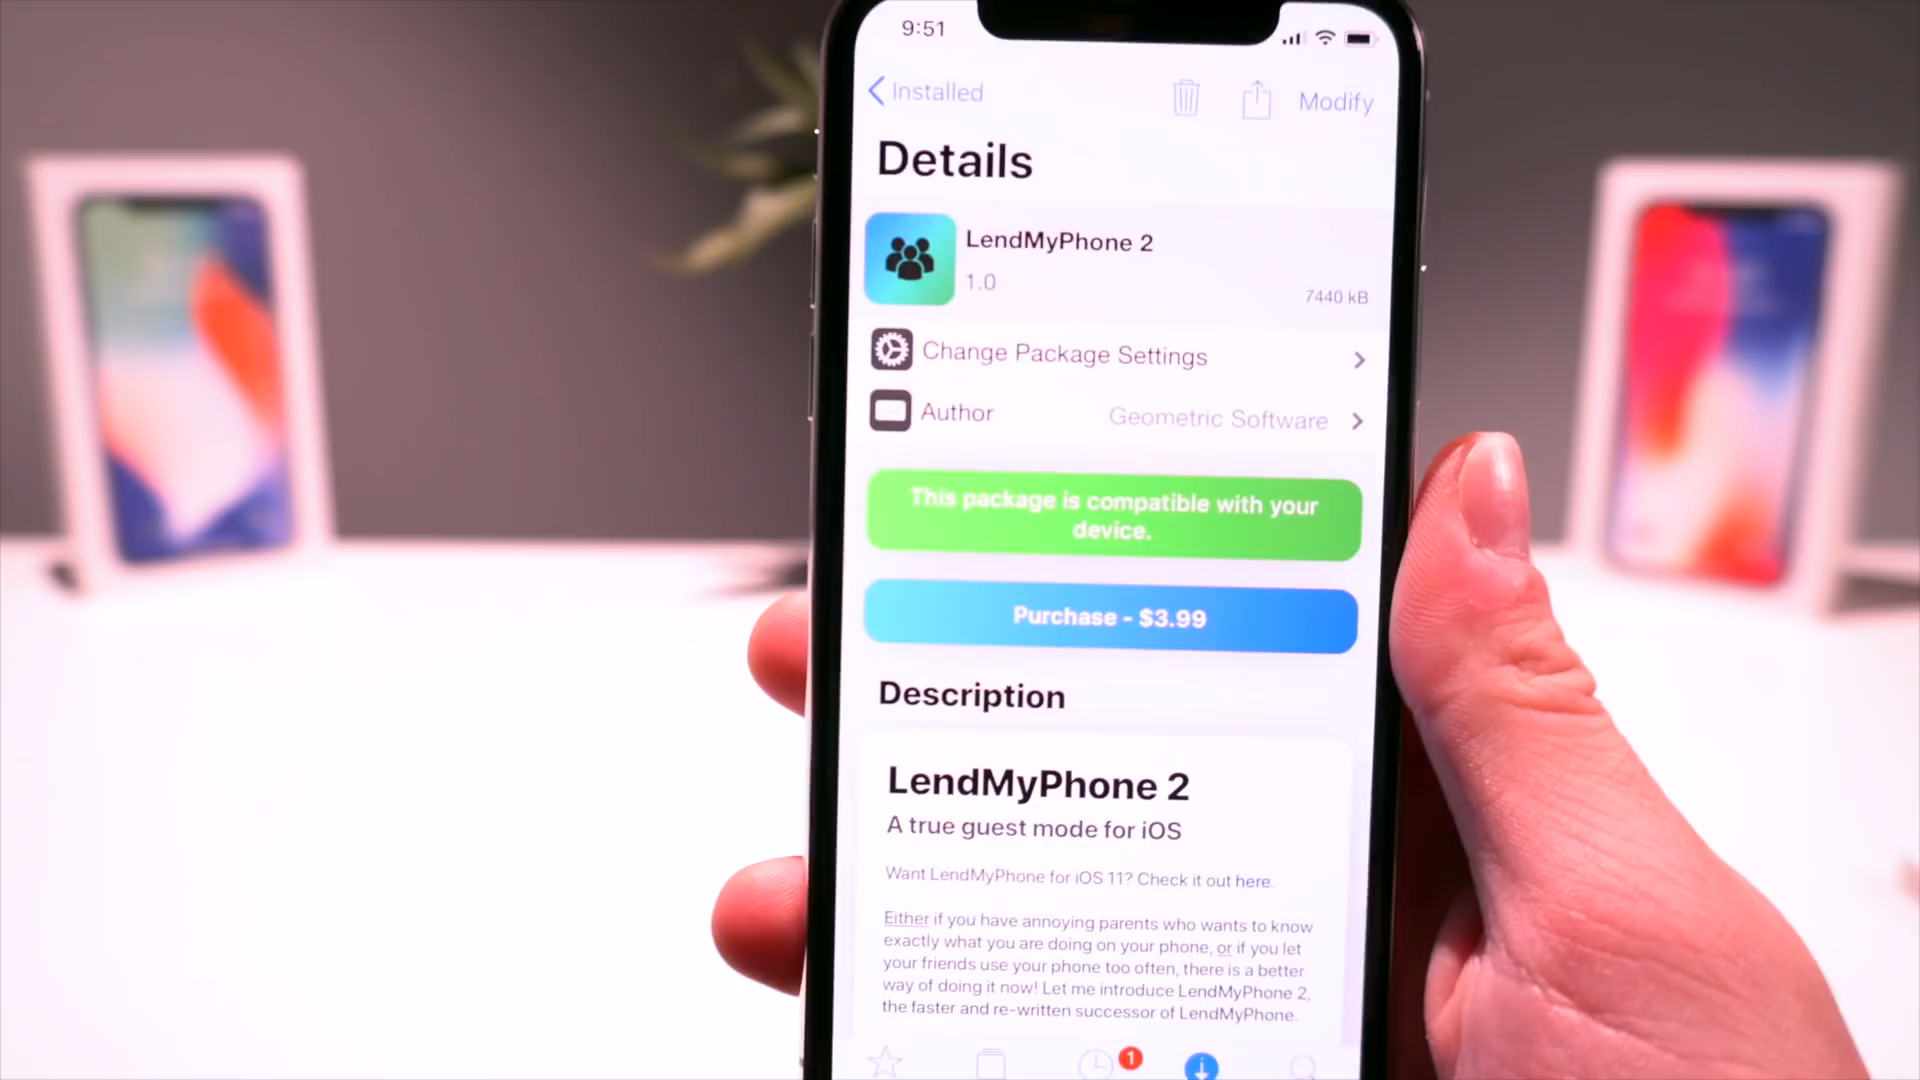 9:51
Installed
Modify
Details
LendMyPhone 2
1.0
7440 kB
Change Package Settings
Author
Geometric Software
This package is compatible with your
device.
Purchase - $3.99
Description
LendMyPhone 2
A true guest mode for iOS
Want LendMyPhone for iOS 11? Check it out here.
Either if you have annoying parents who wants to know
exactly what you are doing on your phone, or if you let
your friends use your phone too often, there is a better
way of doing it now! Let me introduce LendMyPhone 2,
the faster and re-written successor of LendMyPhone.
1